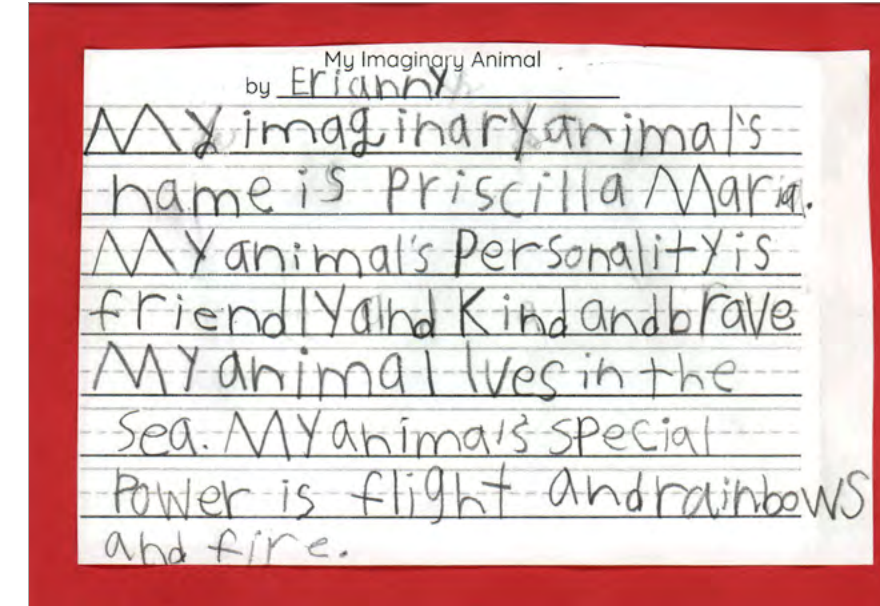 My Imaginary Animal
by Erianny
My imaginary animal's
name is Priscilla Maria.
My animal's Personality is
friendly and Kind and brave
My animal lves in the
Sea. My animal's special
Power is flight and rainbows
and fire.